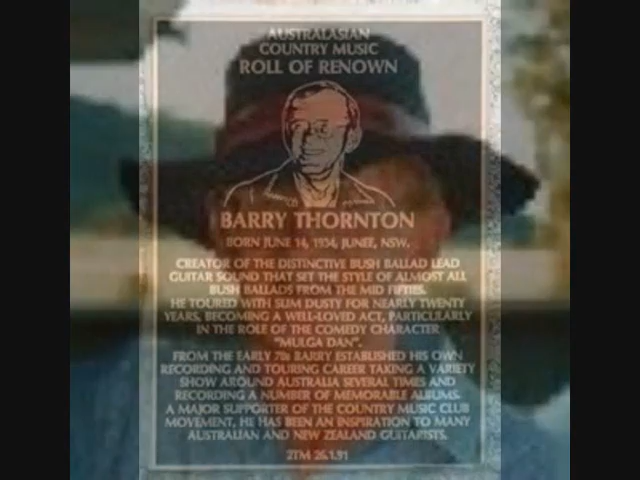 AUSTRALASIAN
COUNTRY MUSIC
ROLL OF RENOWN
BARRY THORNTON
BORN JUNE 14, 1934, JUNEE, NSW.
CREATOR OF THE DISTINCTIVE BUSH BALLAD LEAD
GUITAR SOUND THAT SET THE STYLE OF ALMOST ALL
BUSH BALLADS FROM THE MID FIFTIES.
HE TOURED WITH SLIM DUSTY FOR NEARLY TWENTY
YEARS, BECOMING A WELL-LOVED ACT, PARTICULARLY
IN THE ROLE OF THE COMEDY CHARACTER
"MULGA DAN".
FROM THE EARLY 70s BARRY ESTABLISHED HIS OWN
RECORDING AND TOURING CAREER TAKING A VARIETY
SHOW AROUND AUSTRALIA SEVERAL TIMES AND
RECORDING A NUMBER OF MEMORABLE ALBUMS.
A MAJOR SUPPORTER OF THE COUNTRY MUSIC CLUB
MOVEMENT, HE HAS BEEN AN INSPIRATION TO MANY
AUSTRALIAN AND NEW ZEALAND GUITARISTS.
2TM 26.1.91